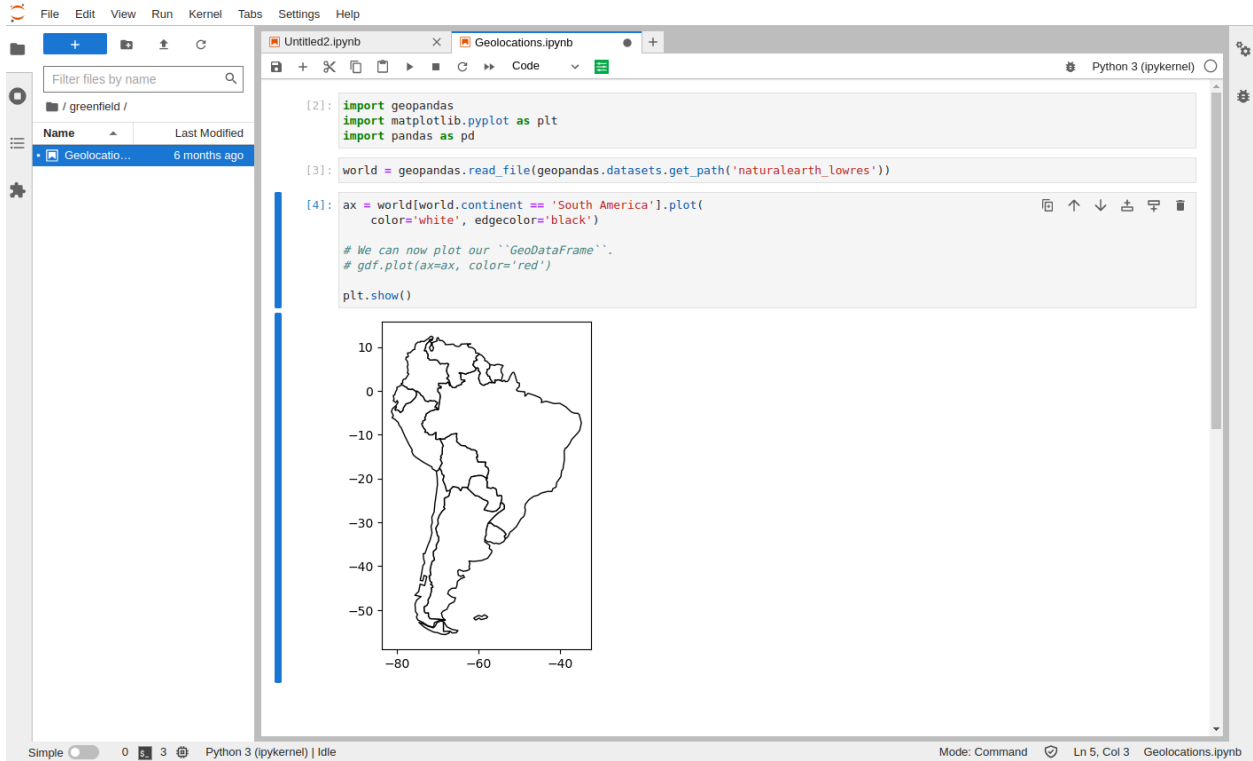 File Edit View Run Kernel Tabs Settings Help
Filter files by name
/ greenfield /
Name Last Modified
Geolocatio... 6 months ago
Untitled2.ipynb Geolocations.ipynb
Code Python 3 (ipykernel)
[2]: import geopandas
import matplotlib.pyplot as plt
import pandas as pd
[3]: world = geopandas.read_file(geopandas.datasets.get_path('naturalearth_lowres'))
[4]: ax = world[world.continent == 'South America'].plot(
color='white', edgecolor='black')
# We can now plot our ``GeoDataFrame``.
# gdf.plot(ax=ax, color='red')
plt.show()
10
0
−10
−20
−30
−40
−50
−80 −60 −40
Simple 0 $_ 3 Python 3 (ipykernel) | Idle Mode: Command Ln 5, Col 3 Geolocations.ipynb